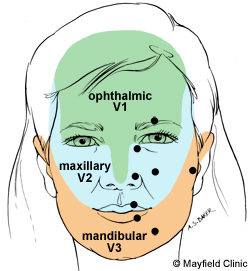 ophthalmic
V1
maxillary
V2
mandibular
V3
A.S. BAKER
© Mayfield Clinic